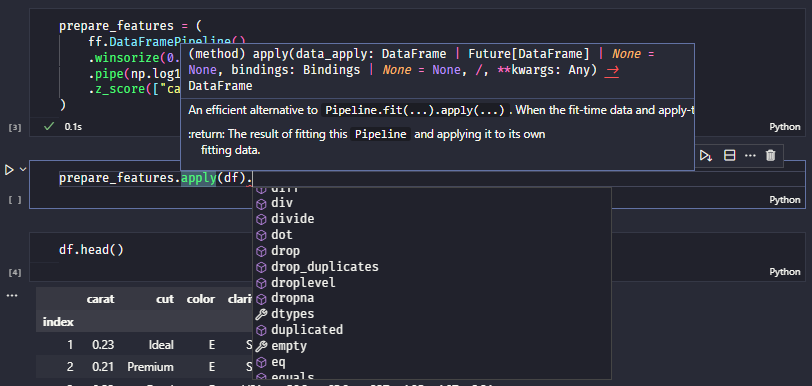 prepare_features = (
ff.DataFramePipeline()
.winsorize(0.
.pipe(np.log1
.z_score(["ca
)
(method) apply(data_apply: DataFrame | Future[DataFrame] | None =
None, bindings: Bindings | None = None, /, **kwargs: Any) ->
DataFrame
An efficient alternative to Pipeline.fit(...).apply(...). When the fit-time data and apply-t
:return: The result of fitting this Pipeline and applying it to its own
fitting data.
[3]
0.1s
Python
prepare_features.apply(df).
[ ]
Python
diff
div
divide
dot
drop
drop_duplicates
droplevel
dropna
dtypes
duplicated
empty
eq
equals
df.head()
[4]
Python
carat cut color clari
index
1 0.23 Ideal E S
2 0.21 Premium E S